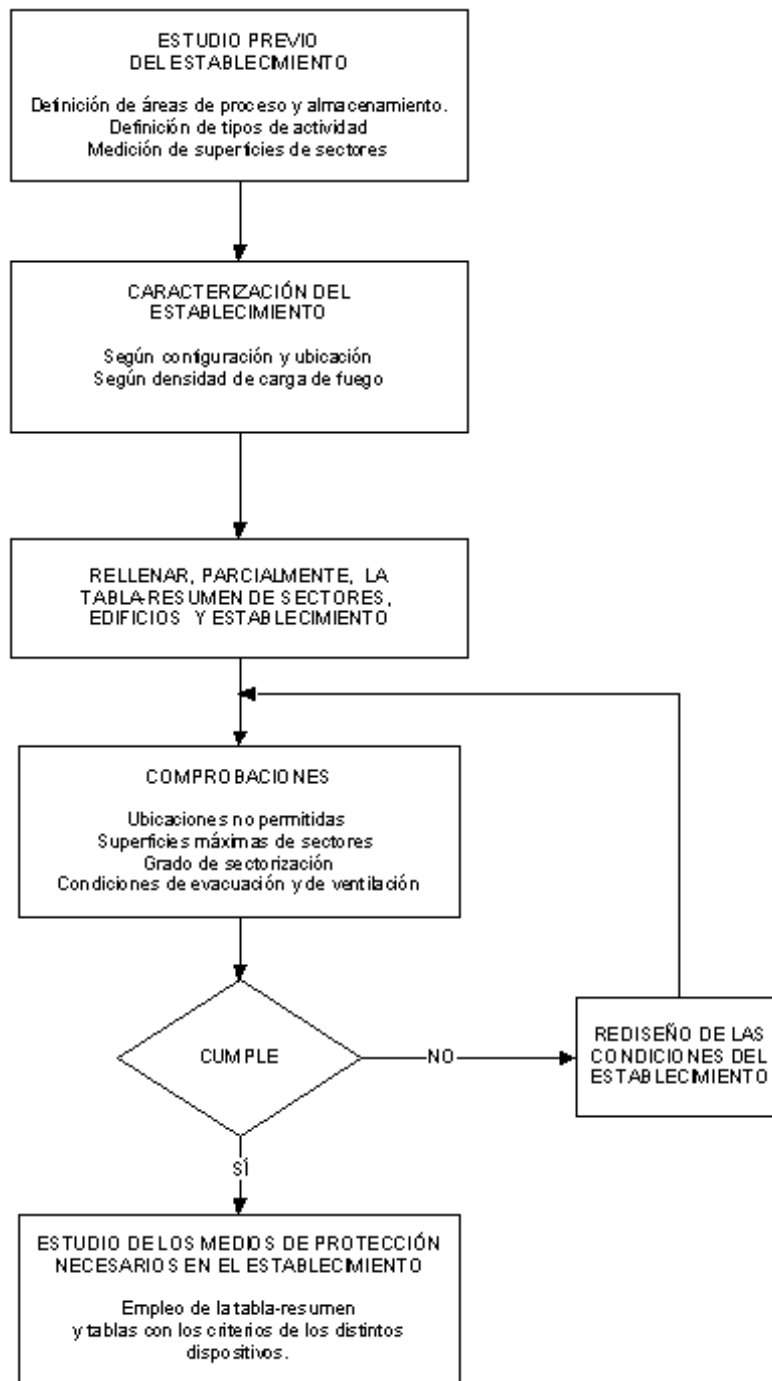 ESTUDIO PREVIO
DEL ESTABLECIMIENTO
Definición de áreas de proceso y almacenamiento.
Definición de tipos de actividad
Medición de superficies de sectores
CARACTERIZACIÓN DEL
ESTABLECIMIENTO
Según configuración y ubicación
Según densidad de carga de fuego
RELLENAR, PARCIALMENTE, LA
TABLA-RESUMEN DE SECTORES,
EDIFICIOS Y ESTABLECIMIENTO
COMPROBACIONES
Ubicaciones no permitidas
Superficies máximas de sectores
Grado de sectorización
Condiciones de evacuación y de ventilación
CUMPLE
NO
REDISEÑO DE LAS
CONDICIONES DEL
ESTABLECIMIENTO
SÍ
ESTUDIO DE LOS MEDIOS DE PROTECCIÓN
NECESARIOS EN EL ESTABLECIMIENTO
Empleo de la tabla-resumen
y tablas con los criterios de los distintos
dispositivos.